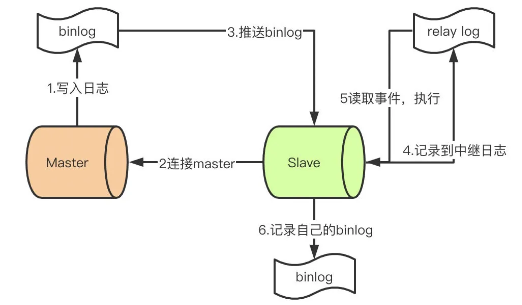 binlog
3.推送binlog
relay log
1.写入日志
5读取事件，执行
Master
2连接master
Slave
4.记录到中继日志
6.记录自己的binlog
binlog